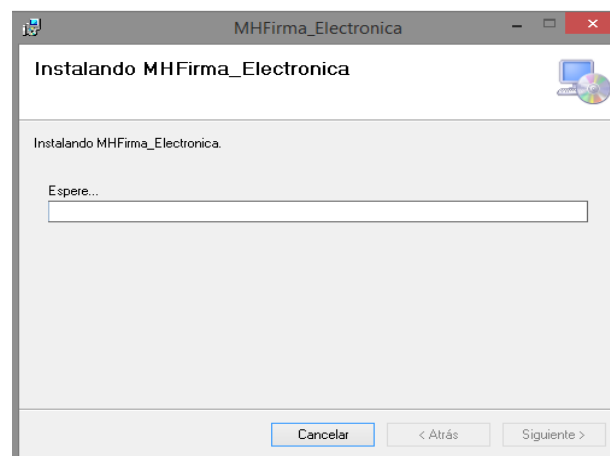 MHFirma_Electronica
Instalando MHFirma_Electronica
Instalando MHFirma_Electronica.
Espere...
Cancelar
< Atrás
Siguiente >